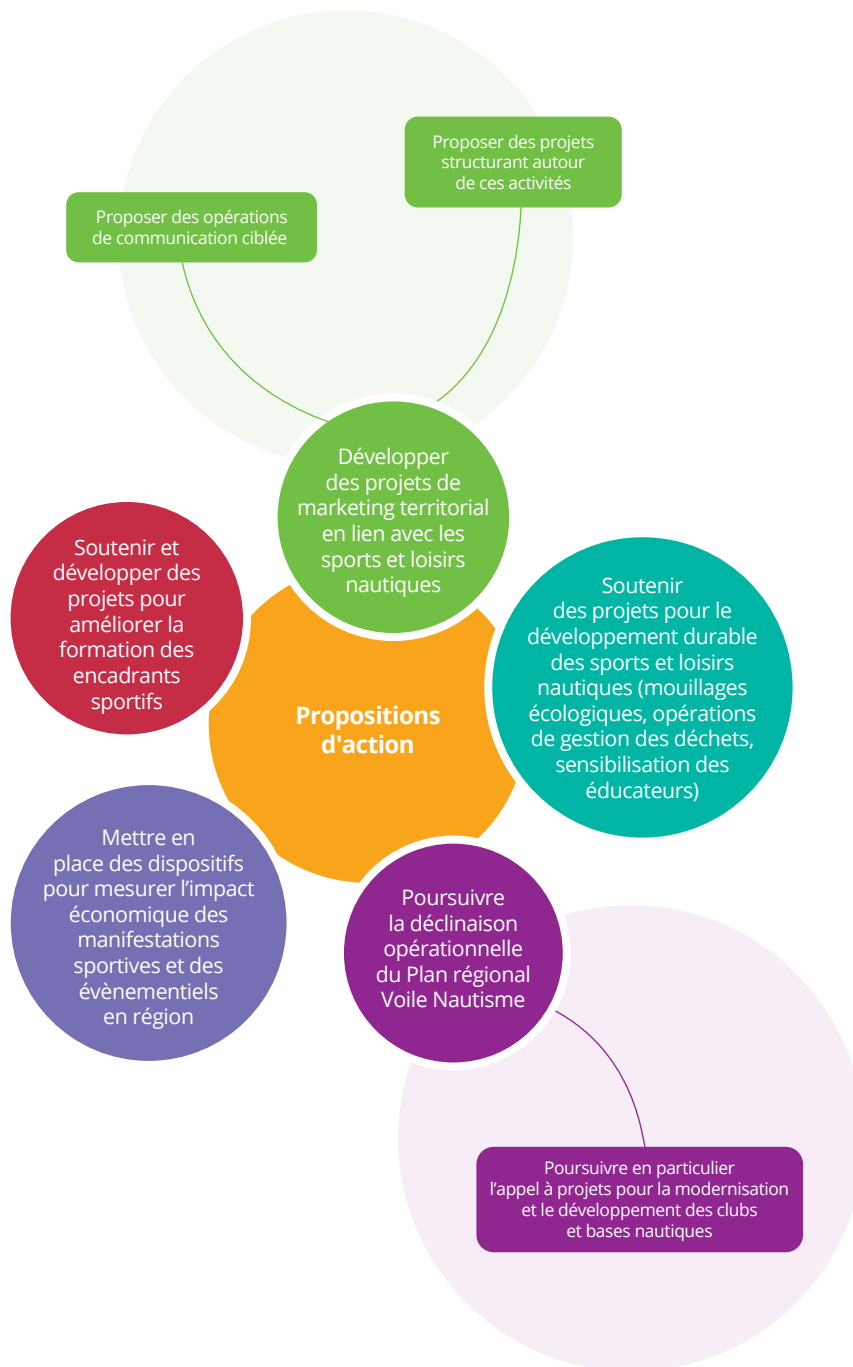 Proposer des projets
structurant autour
de ces activités
Proposer des opérations
de communication ciblée
Développer
des projets de
marketing territorial
en lien avec les
sports et loisirs
nautiques
Soutenir et
développer des
projets pour
améliorer la
formation des
encadrants
sportifs
Soutenir
des projets pour le
développement durable
des sports et loisirs
nautiques (mouillages
écologiques, opérations
de gestion des déchets,
sensibilisation des
éducateurs)
Propositions
d'action
Mettre en
place des dispositifs
pour mesurer l’impact
économique des
manifestations
sportives et des
évènementiels
en région
Poursuivre
la déclinaison
opérationnelle
du Plan régional
Voile Nautisme
Poursuivre en particulier
l’appel à projets pour la modernisation
et le développement des clubs
et bases nautiques